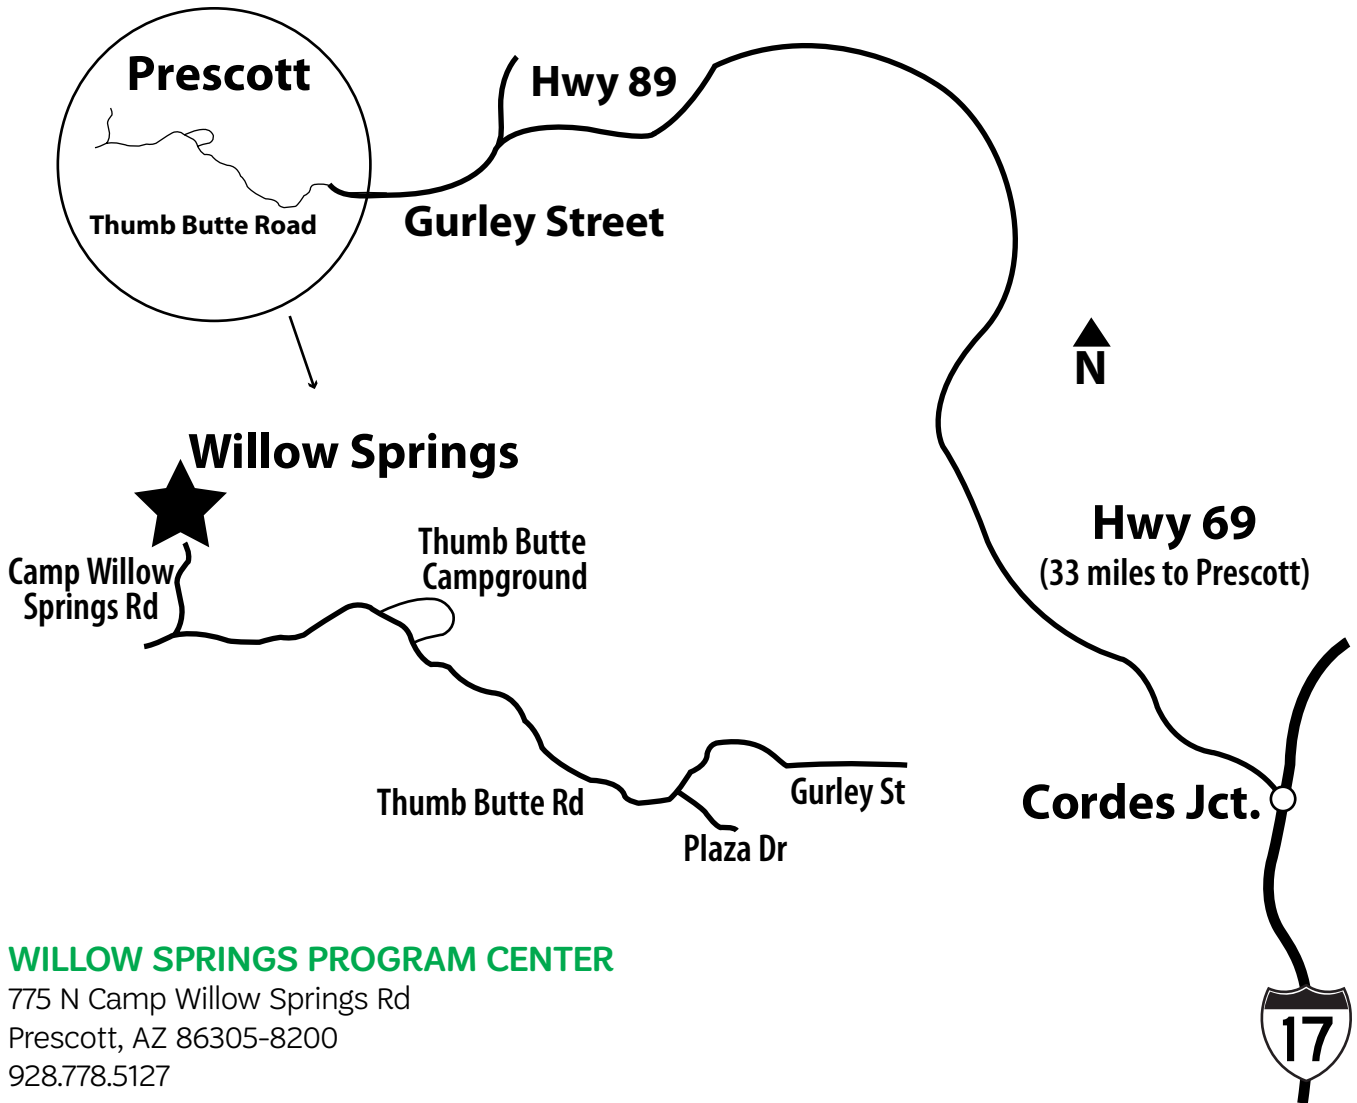 Prescott
Hwy 89
Thumb Butte Road
Gurley Street
N
Willow Springs
Hwy 69
(33 miles to Prescott)
Thumb Butte
Campground
Camp Willow
Springs Rd
Thumb Butte Rd
Gurley St
Plaza Dr
Cordes Jct.
WILLOW SPRINGS PROGRAM CENTER
775 N Camp Willow Springs Rd
Prescott, AZ 86305-8200
928.778.5127
17